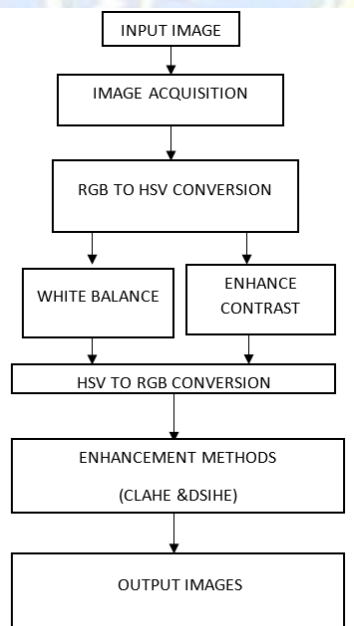 INPUT IMAGE
IMAGE ACQUISITION
RGB TO HSV CONVERSION
WHITE BALANCE
ENHANCE
CONTRAST
HSV TO RGB CONVERSION
ENHANCEMENT METHODS
(CLAHE &DSIHE)
OUTPUT IMAGES